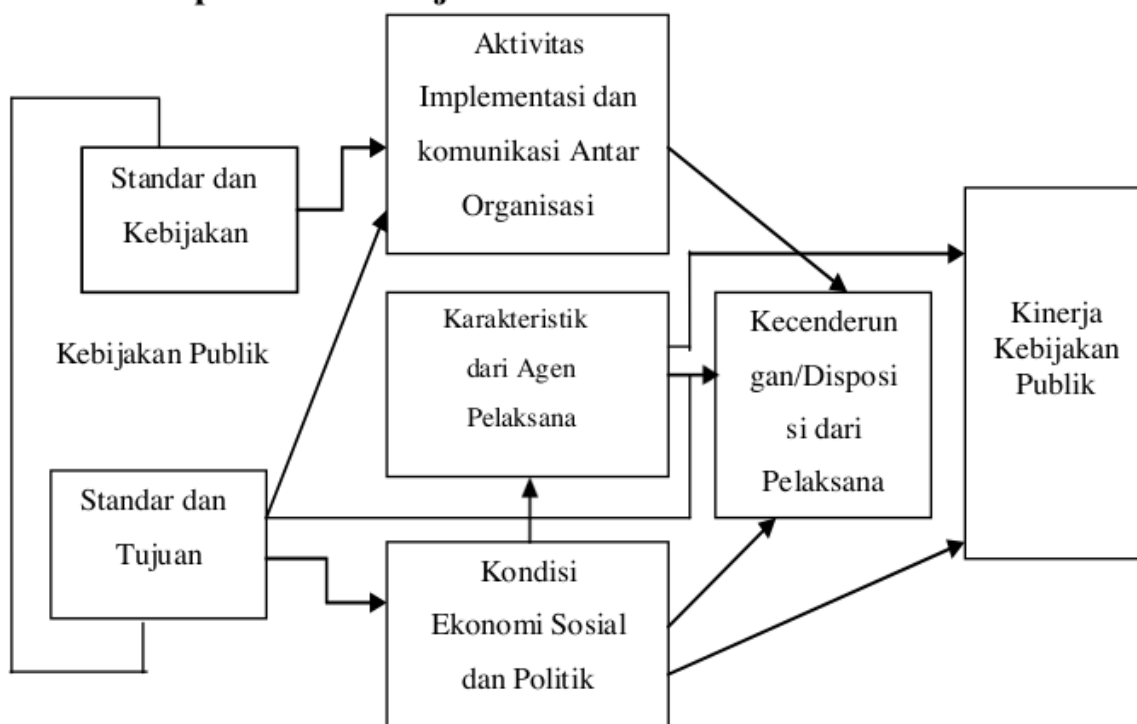 Aktivitas
Implementasi dan
komunikasi Antar
Organisasi
Standar dan
Kebijakan
Kebijakan Publik
Karakteristik
dari Agen
Pelaksana
Kecenderun
gan/Disposi
si dari
Pelaksana
Kinerja
Kebijakan
Publik
Standar dan
Tujuan
Kondisi
Ekonomi Sosial
dan Politik